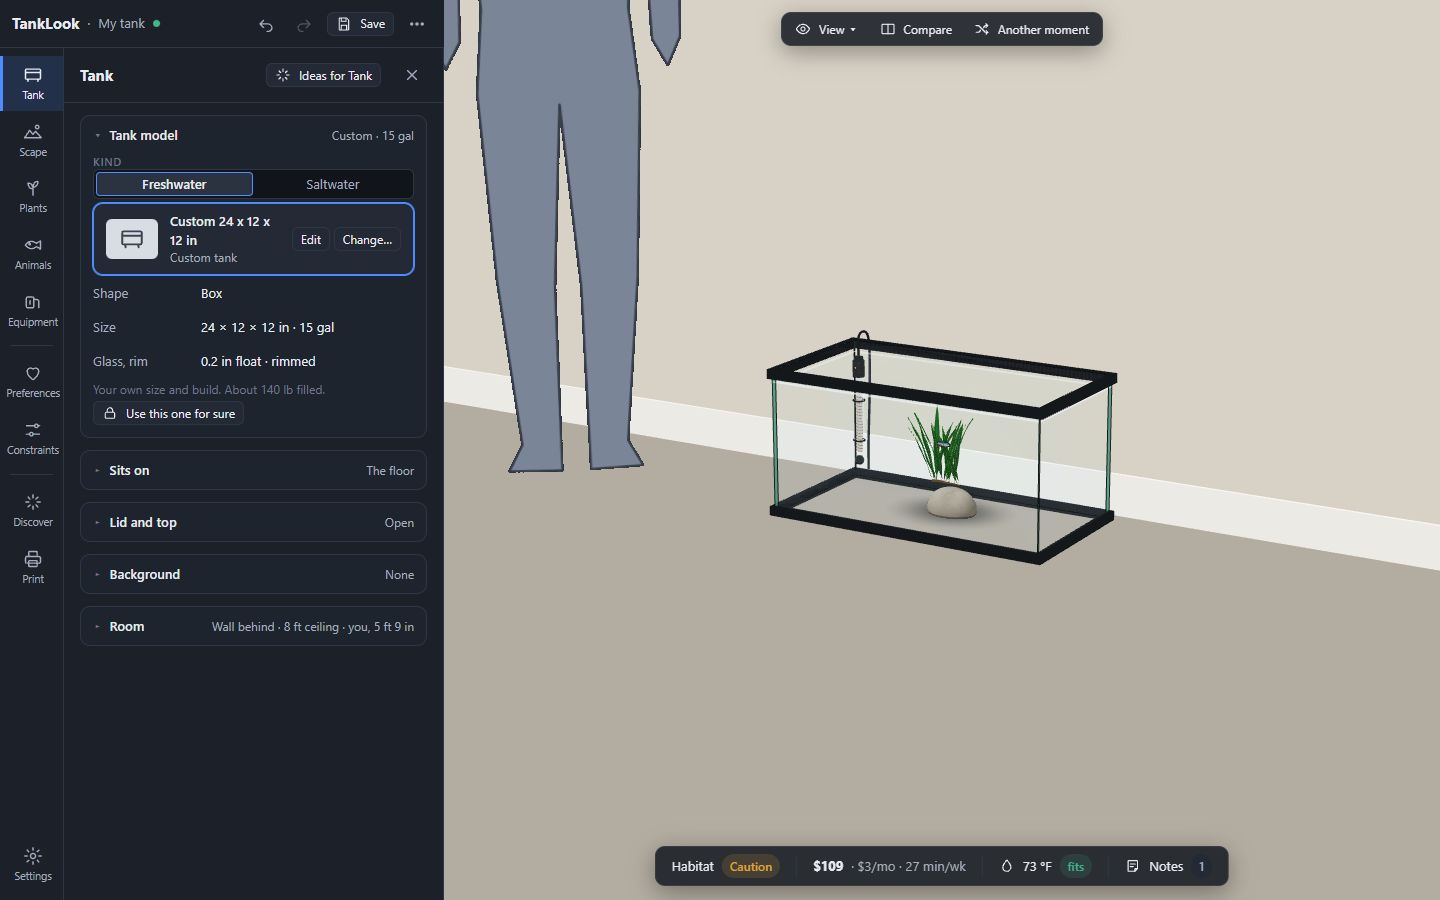 TankLook · My tank
Save
View
Compare
Another moment
Tank
Ideas for Tank
Tank
Scape
Plants
Animals
Equipment
Preferences
Constraints
Discover
Print
Settings
Tank model
Custom · 15 gal
KIND
Freshwater
Saltwater
Custom 24 x 12 x
12 in
Custom tank
Edit
Change...
Shape
Box
Size
24 × 12 × 12 in · 15 gal
Glass, rim
0.2 in float · rimmed
Your own size and build. About 140 lb filled.
Use this one for sure
Sits on
The floor
Lid and top
Open
Background
None
Room
Wall behind · 8 ft ceiling · you, 5 ft 9 in
Habitat
Caution
$109 · $3/mo · 27 min/wk
73 °F
fits
Notes
1